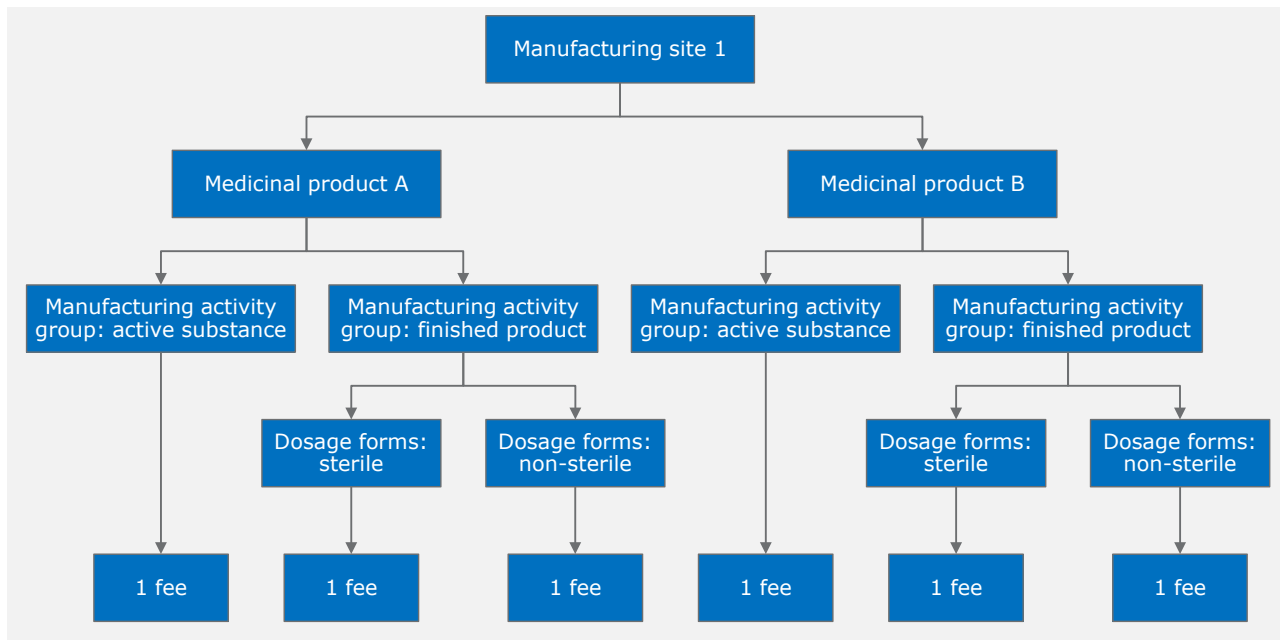 Manufacturing site 1
Medicinal product A
Medicinal product B
Manufacturing activity
group: active substance
Manufacturing activity
group: finished product
Manufacturing activity
group: active substance
Manufacturing activity
group: finished product
Dosage forms:
sterile
Dosage forms:
non-sterile
Dosage forms:
sterile
Dosage forms:
non-sterile
1 fee
1 fee
1 fee
1 fee
1 fee
1 fee